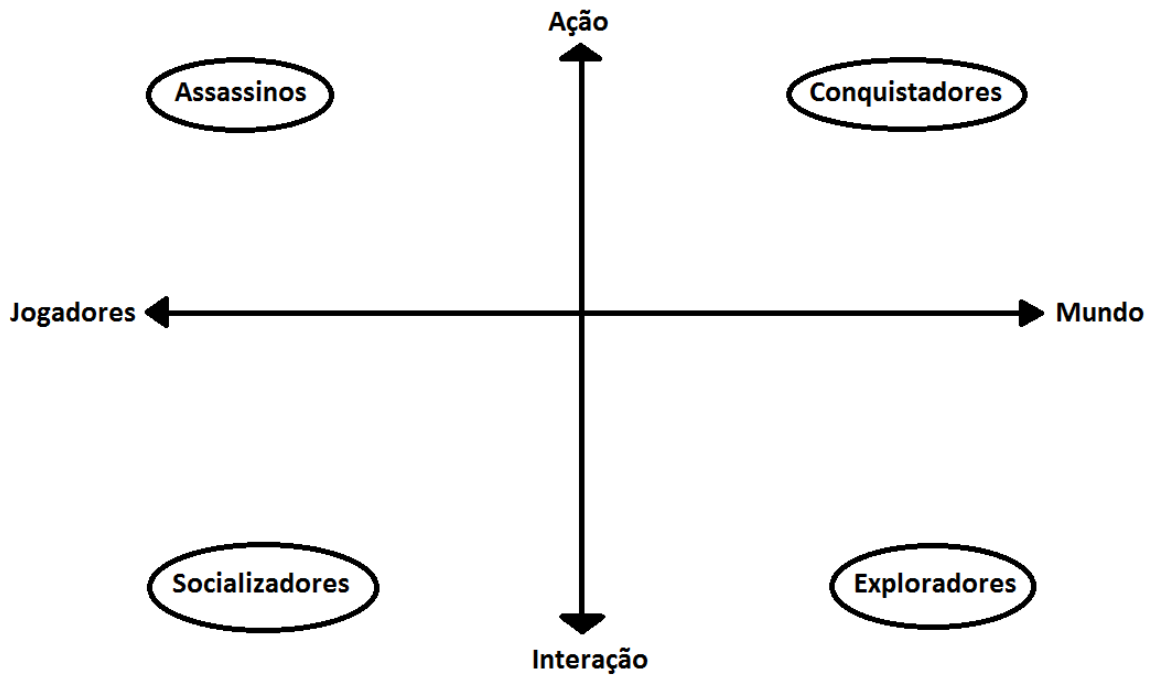 Ação
Assassinos
Conquistadores
Jogadores
Mundo
Socializadores
Exploradores
Interação